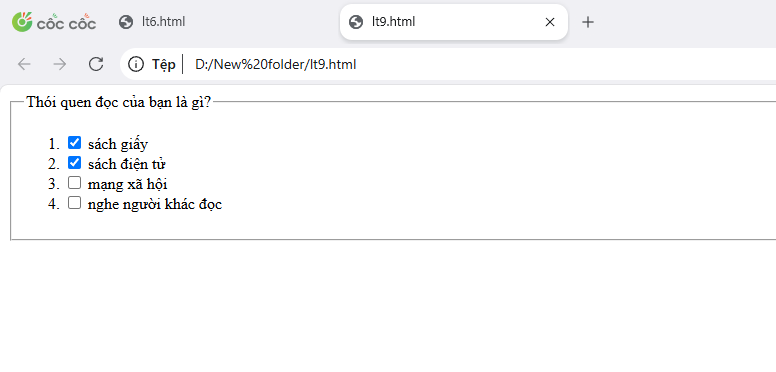 cốc cốc lt6.html lt9.html
Tệp D:/New%20folder/lt9.html
Thói quen đọc của bạn là gì?
1. sách giấy
2. sách điện tử
3. mạng xã hội
4. nghe người khác đọc